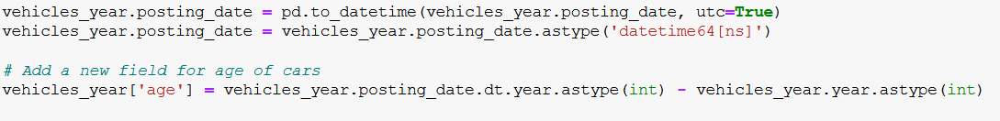 vehicles_year.posting_date = pd.to_datetime(vehicles_year.posting_date, utc=True)
vehicles_year.posting_date = vehicles_year.posting_date.astype('datetime64[ns]')
# Add a new field for age of cars
vehicles_year['age'] = vehicles_year.posting_date.dt.year.astype(int) - vehicles_year.year.astype(int)